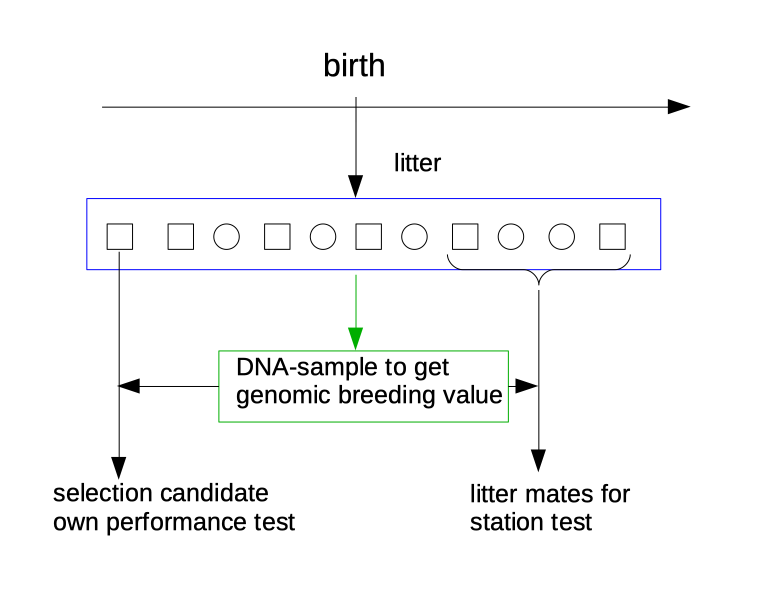 birth
litter
DNA-sample to get
genomic breeding value
selection candidate
own performance test
litter mates for
station test